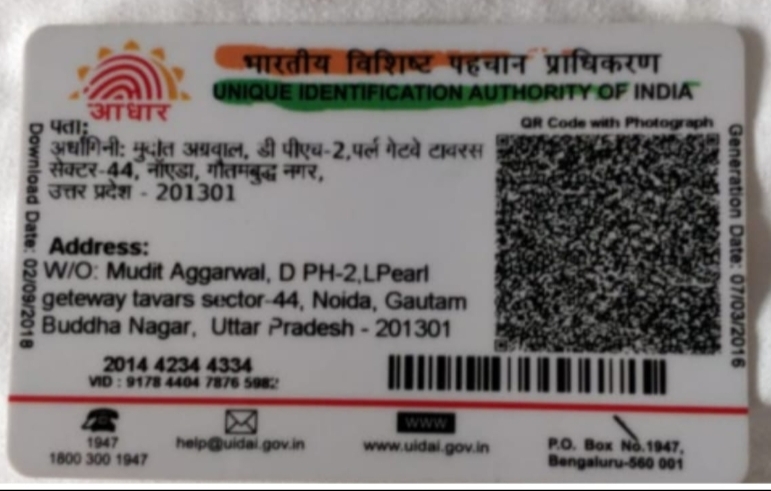 आधार
भारतीय विशिष्ट पहचान प्राधिकरण
UNIQUE IDENTIFICATION AUTHORITY OF INDIA
QR Code with Photograph
Download Date: 02/09/2018
Generation Date: 07/03/2016
पता:
अर्धांगिनी: अग्रवाल, डी पीएच-2,पर्ल गेटवे टावरस
सेक्टर-44, नॉएडा, गौतमबुद्ध नगर,
उत्तर प्रदेश - 201301
Address:
W/O: Mudit Aggarwal, D PH-2,LPearl
geteway tavars sector-44, Noida, Gautam
Buddha Nagar, Uttar Pradesh - 201301
2014 4234 4334
VID : 9178 4404 7876 5982
1947
1800 300 1947
help@uidai.gov.in
WWW
www.uidai.gov.in
P.O. Box No.1947,
Bengaluru-560 001